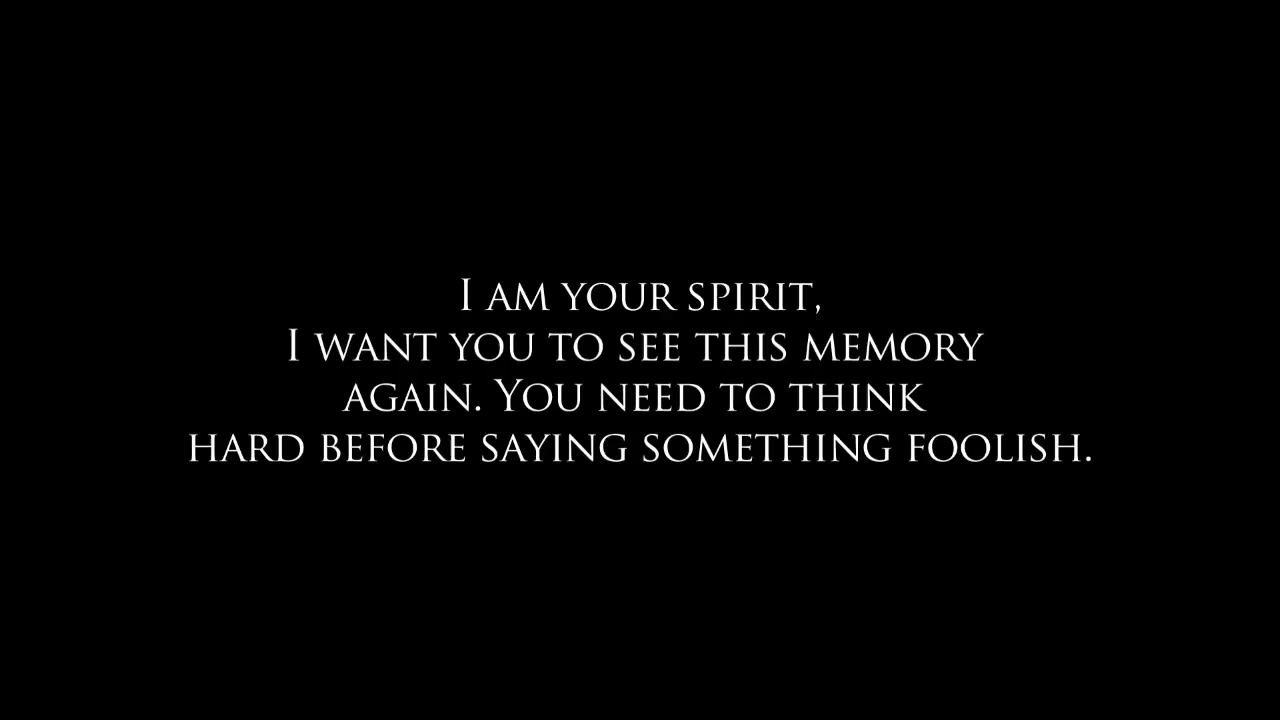 I am your spirit,
I want you to see this memory
again. You need to think
hard before saying something foolish.